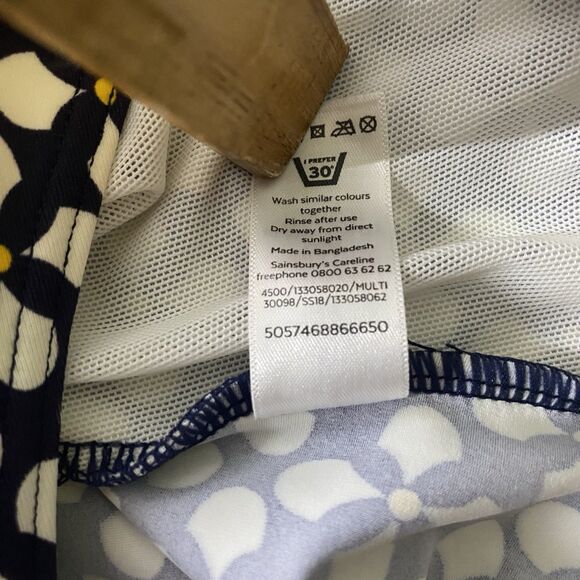 I PREFER
30°
Wash similar colours
together
Rinse after use
Dry away from direct
sunlight
Made in Bangladesh
Sainsbury's Careline
freephone 0800 63 62 62
4500/133058020/MULTI
30098/SS18/133058062
5057468866650